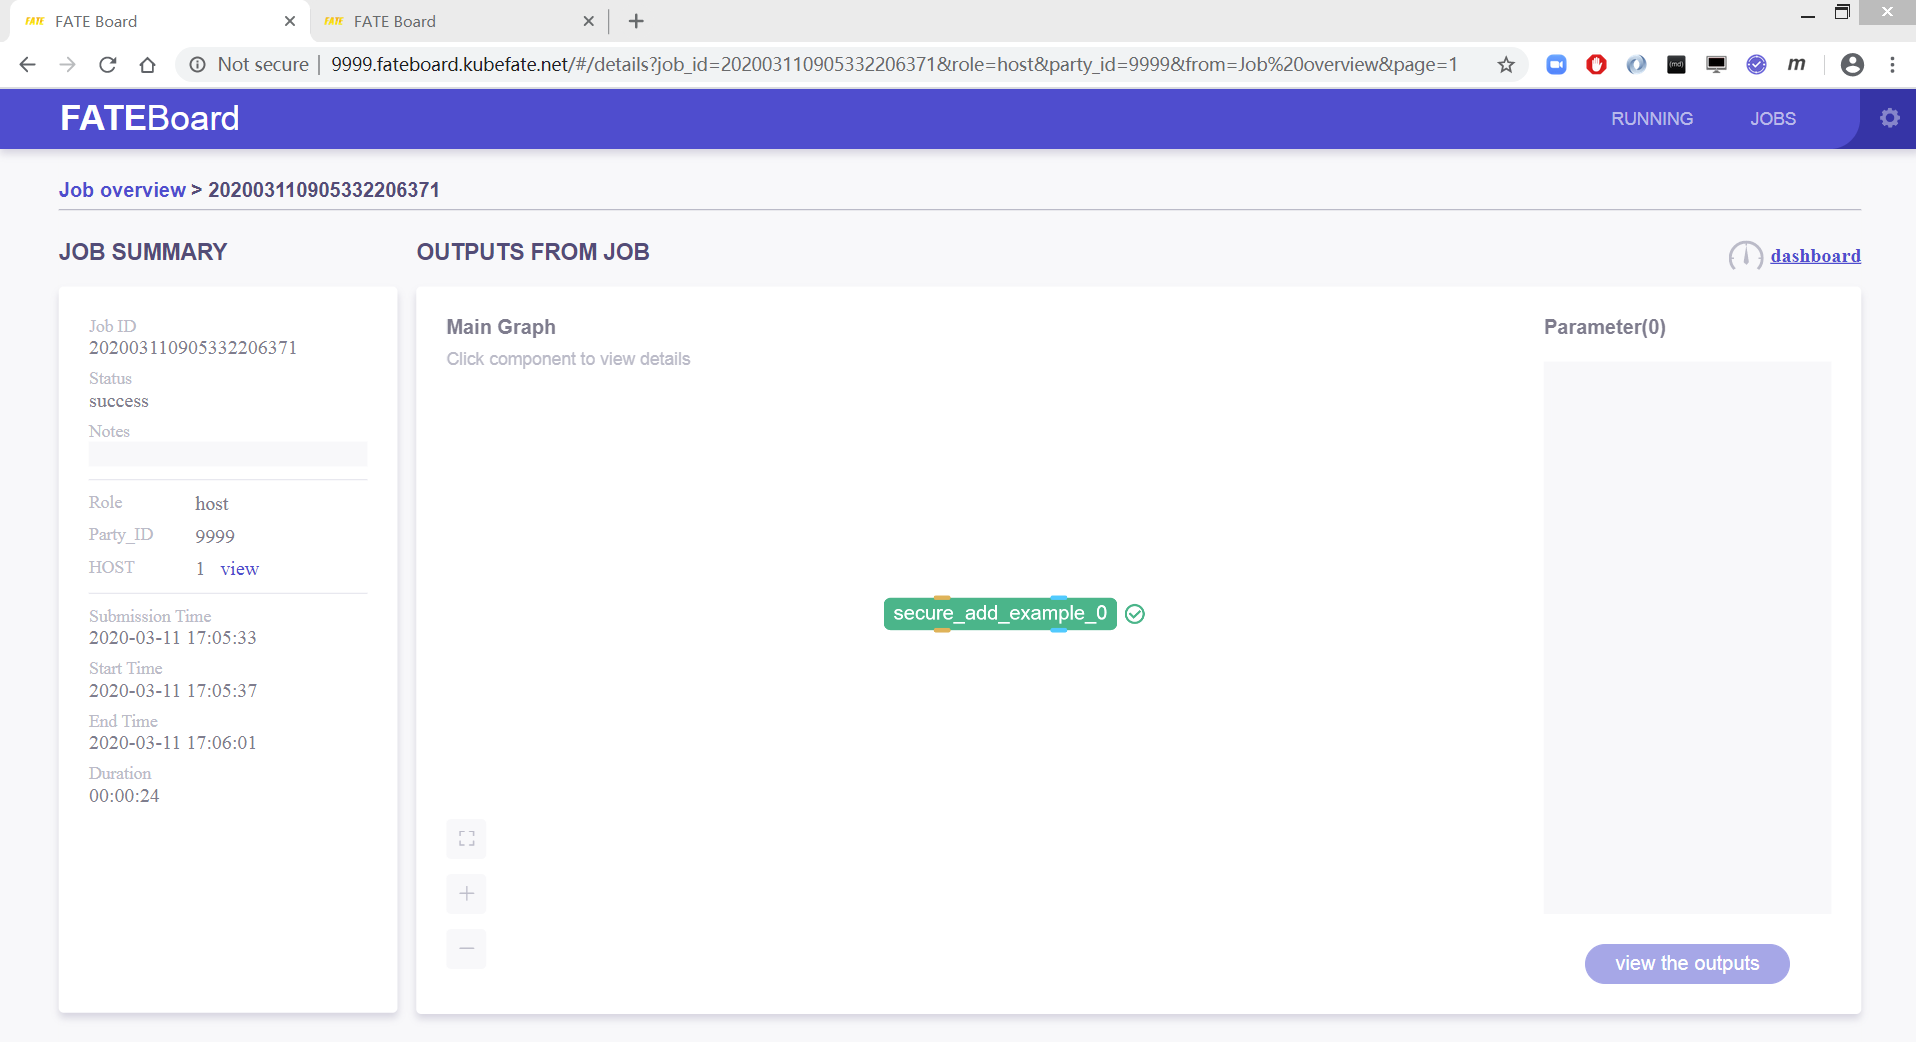 FATE FATE Board
FATE FATE Board
Not secure | 9999.fateboard.kubefate.net/#/details?job_id=202003110905332206371&role=host&party_id=9999&from=Job%20overview&page=1
{md}
m
FATEBoard
RUNNING
JOBS
Job overview > 202003110905332206371
JOB SUMMARY
OUTPUTS FROM JOB
dashboard
Job ID
202003110905332206371
Status
success
Notes
Role host
Party_ID 9999
HOST 1 view
Submission Time
2020-03-11 17:05:33
Start Time
2020-03-11 17:05:37
End Time
2020-03-11 17:06:01
Duration
00:00:24
Main Graph
Click component to view details
secure_add_example_0
Parameter(0)
view the outputs